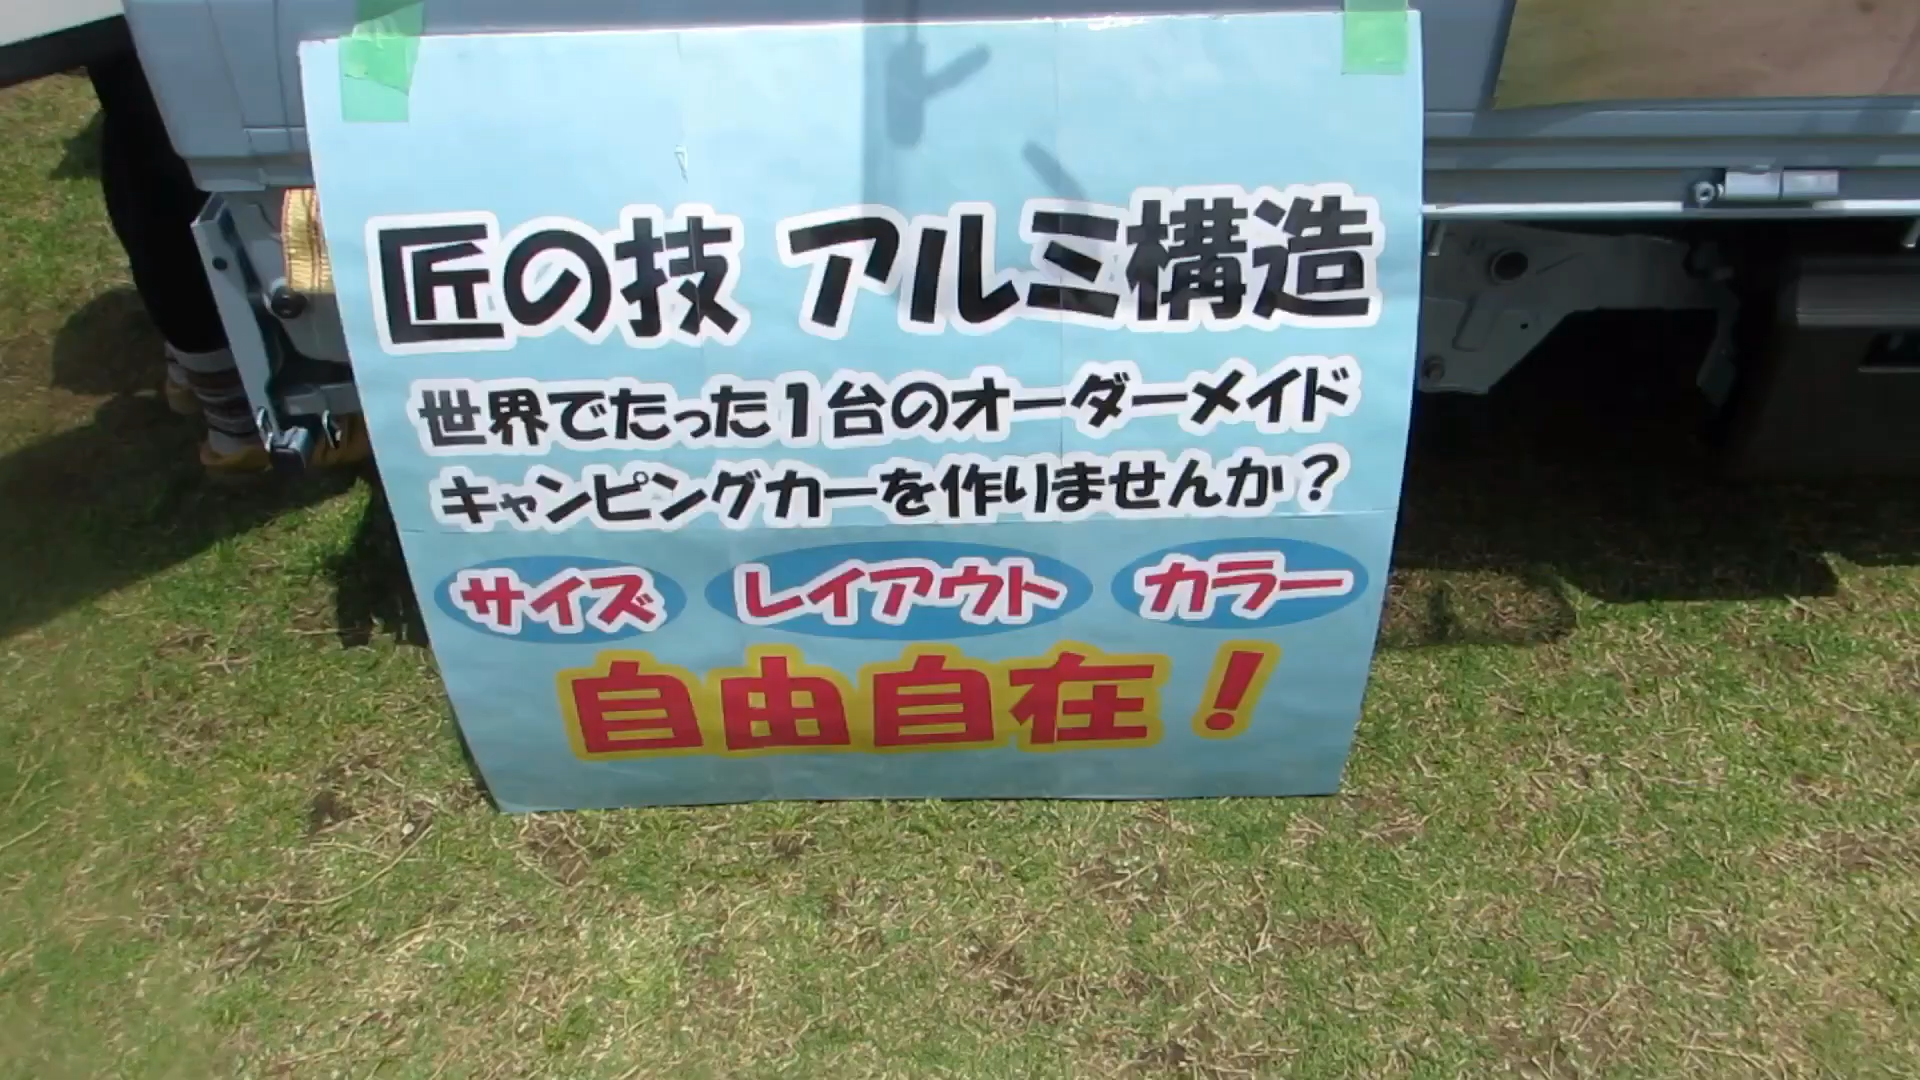 匠の技 アルミ構造
世界でたった1台のオーダーメイド
キャンピングカーを作りませんか？
サイズ レイアウト カラー
自由自在！